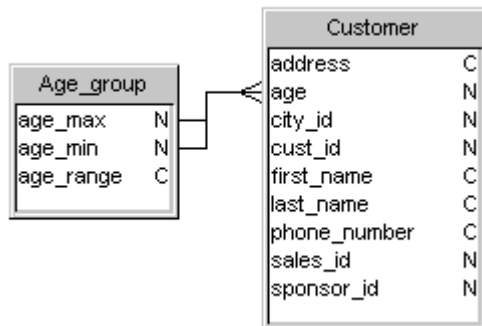 Age_group
age_max N
age_min N
age_range C
Customer
address C
age N
city_id N
cust_id N
first_name C
last_name C
phone_number C
sales_id N
sponsor_id N